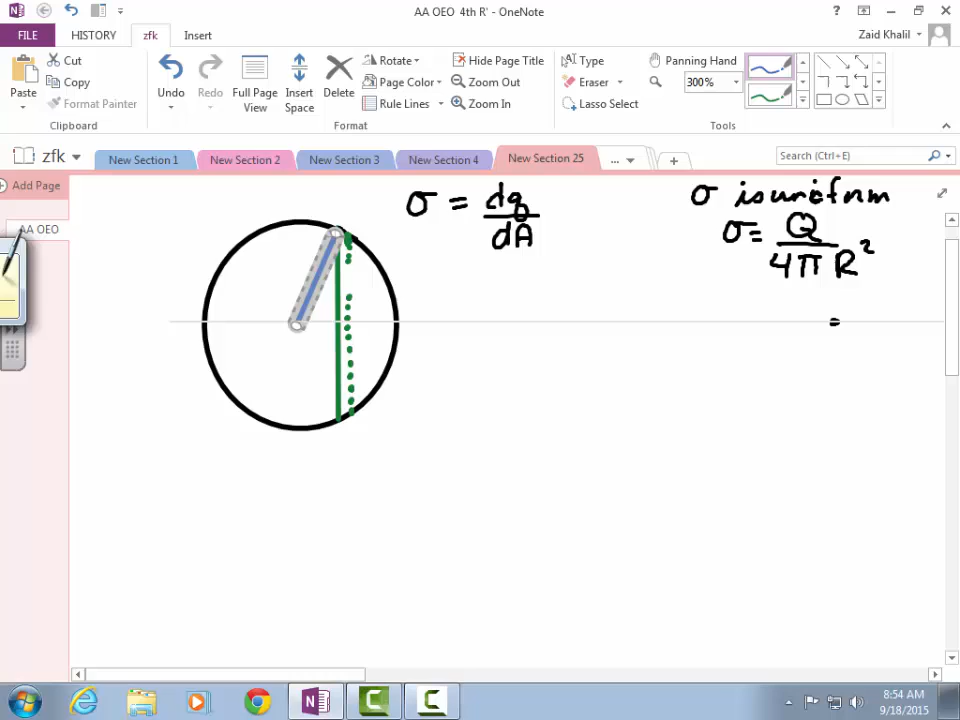 AA OEO 4th R' - OneNote
FILE HISTORY zfk Insert
Zaid Khalil
Paste Cut Copy Format Painter Clipboard
Undo Redo Full Page View Insert Space Delete
Rotate Page Color Rule Lines
Hide Page Title Zoom Out Zoom In
Format
Type Eraser Lasso Select
Panning Hand 300%
Tools
zfk New Section 1 New Section 2 New Section 3 New Section 4 New Section 25 ...
Search (Ctrl+E)
Add Page
AA OEO
σ = dq/dA
σ is uniform
σ = Q/4πR²
8:54 AM
9/18/2015